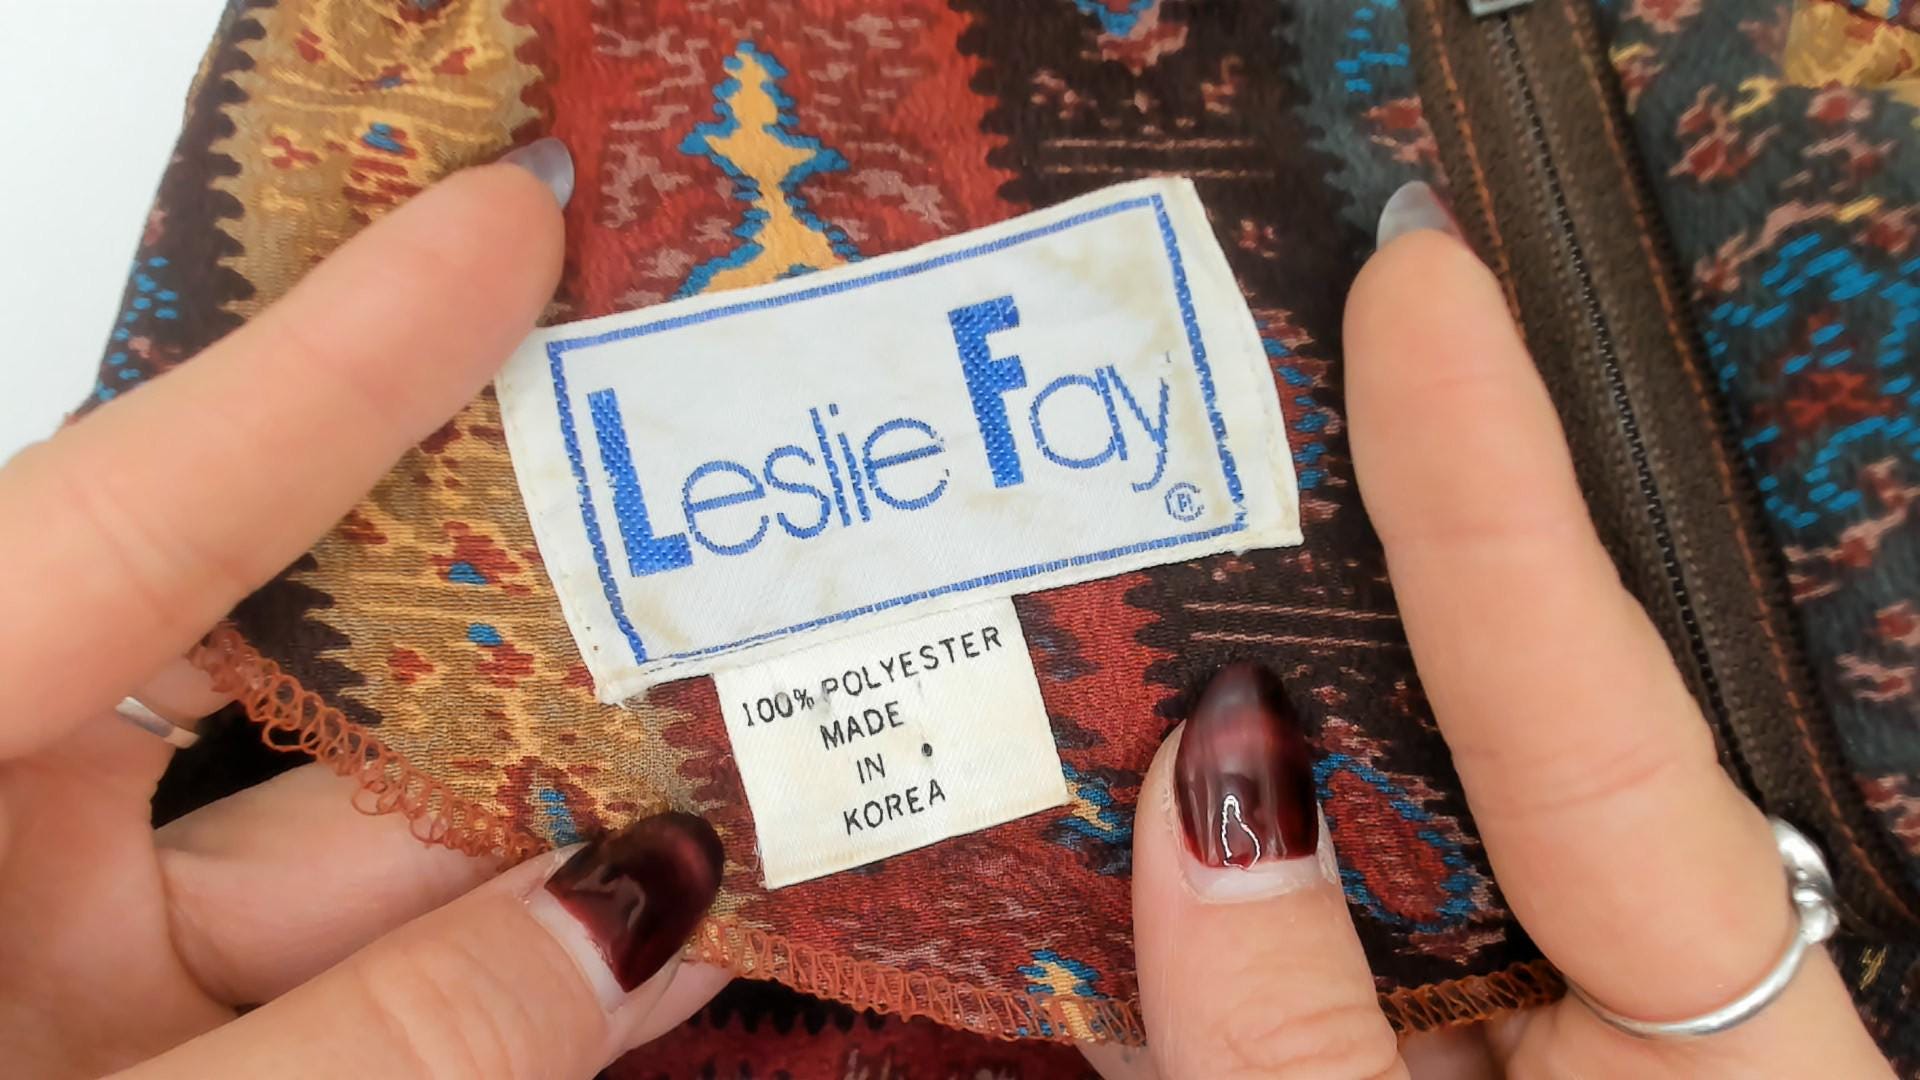 Leslie Fay ®
100% POLYESTER
MADE
IN
KOREA